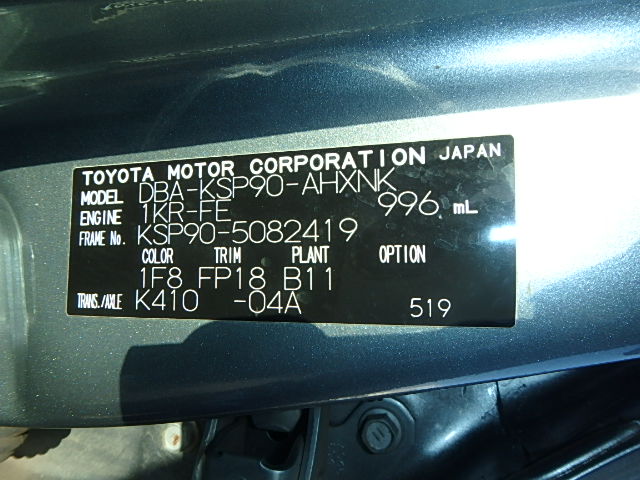 TOYOTA MOTOR CORPORATION JAPAN
MODEL DBA-KSP90-AHXNK
ENGINE 1KR-FE 996 mL
FRAME No. KSP90-5082419
COLOR TRIM PLANT OPTION
1F8 FP18 B11
TRANS./AXLE K410 -04A 519